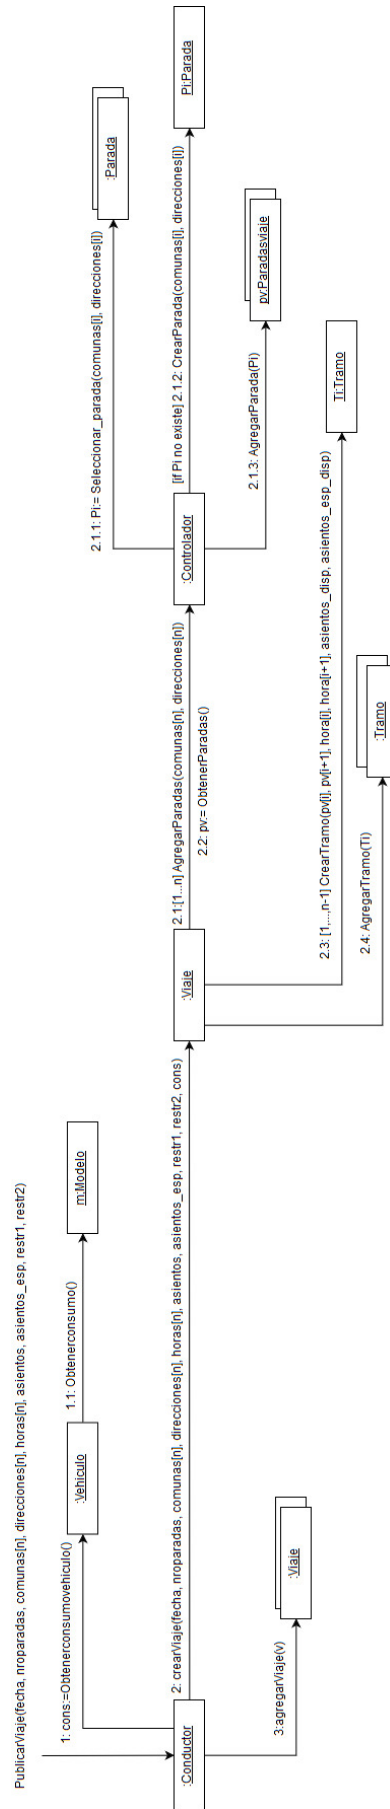 PublicarViaje(fecha, nroparadas, comunas[n], direcciones[n], horas[n], asientos, asientos_esp, restr1, restr2)
:Conductor
1: cons:=Obtenerconsumovehiculo()
:Vehiculo
1.1: Obtenerconsumo()
m:Modelo
2: crearViaje(fecha, nroparadas, comunas[n], direcciones[n], horas[n], asientos, asientos_esp, restr1, restr2, cons)
:Viaje
3:agregarViaje(v)
:Viaje
2.1:[1...n] AgregarParadas(comunas[n], direcciones[n])
2.2: pv:= ObtenerParadas()
:Controlador
2.1.1: Pi:= Seleccionar_parada(comunas[i], direcciones[i])
:Parada
[if Pi no existe] 2.1.2: CrearParada(comunas[i], direcciones[i])
Pi:Parada
2.1.3: AgregarParada(Pi)
pv:Paradasviaje
2.3: [1,...,n-1] CrearTramo(pv[i], pv[i+1], hora[i], hora[i+1], asientos_disp, asientos_esp_disp)
Ti:Tramo
2.4: AgregarTramo(Ti)
:Tramo